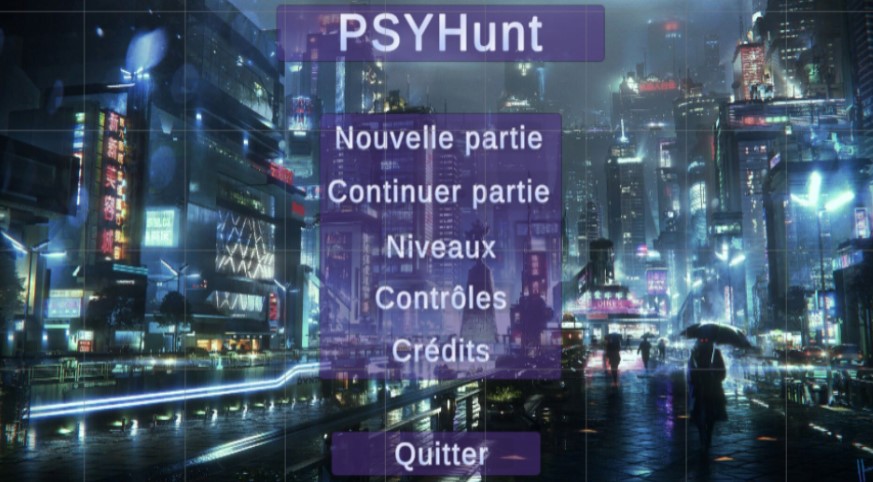 PSYHunt
Nouvelle partie
Continuer partie
Niveaux
Contrôles
Crédits
Quitter